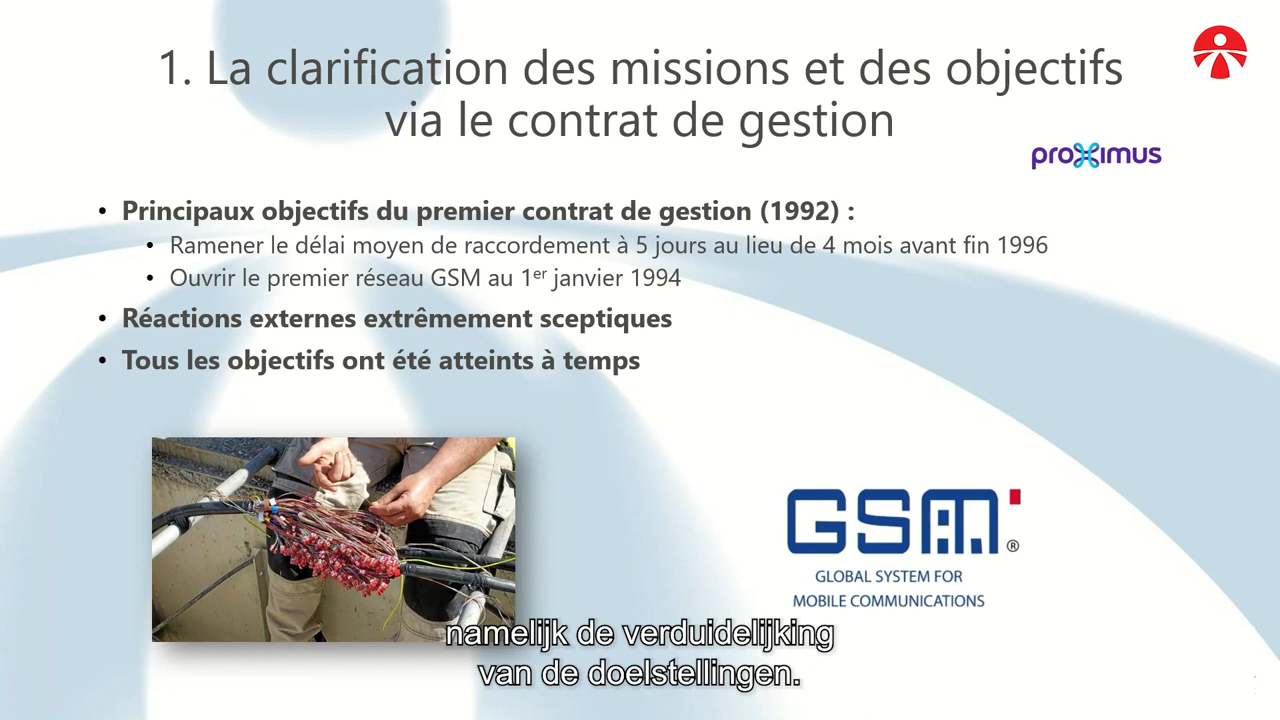 1. La clarification des missions et des objectifs
via le contrat de gestion
proximus
• Principaux objectifs du premier contrat de gestion (1992) :
• Ramener le délai moyen de raccordement à 5 jours au lieu de 4 mois avant fin 1996
• Ouvrir le premier réseau GSM au 1er janvier 1994
• Réactions externes extrêmement sceptiques
• Tous les objectifs ont été atteints à temps
GSM®
GLOBAL SYSTEM FOR
MOBILE COMMUNICATIONS
namelijk de verduidelijking
van de doelstellingen.